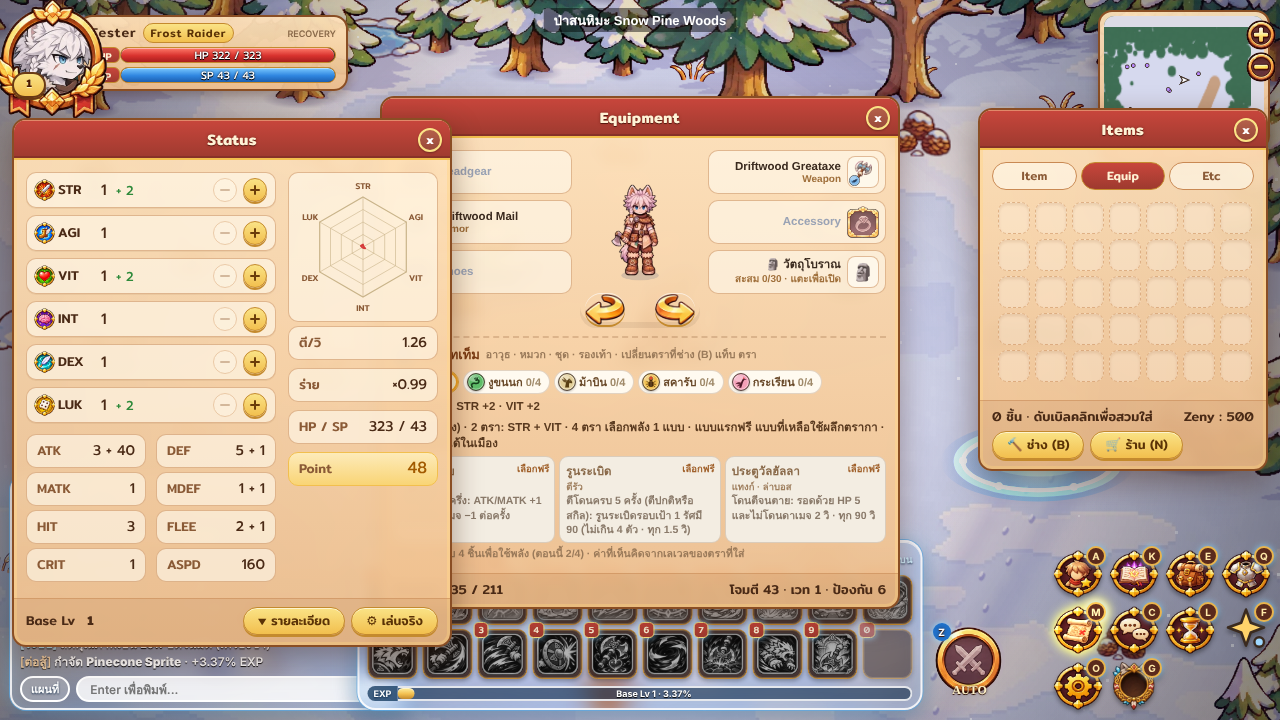 ป่าสนหิมะ Snow Pine Woods
ester Frost Raider RECOVERY
HP 322 / 323
SP 43 / 43
1
Status
x
STR 1 + 2
AGI 1
VIT 1 + 2
INT 1
DEX 1
LUK 1 + 2
STR
AGI
VIT
INT
DEX
LUK
ตี/วิ 1.26
ร่าย ×0.99
HP / SP 323 / 43
Point 48
ATK 3 + 40
DEF 5 + 1
MATK 1
MDEF 1 + 1
HIT 3
FLEE 2 + 1
CRIT 1
ASPD 160
Base Lv 1
▼ รายละเอียด
⚙ เล่นจริง
Equipment
x
eadgear
iftwood Mail
mor
hoes
Driftwood Greataxe
Weapon
Accessory
วัตถุโบราณ
สะสม 0/30 · แตะเพื่อเปิด
อาวุธ · หมวก · ชุด · รองเท้า · เปลี่ยนตราที่ช่าง (B) แท็บ ตรา
งูขนนก 0/4
ม้าบิน 0/4
สคารับ 0/4
กระเรียน 0/4
STR +2 · VIT +2
· 2 ตรา: STR + VIT · 4 ตรา เลือกพลัง 1 แบบ · แบบแรกฟรี แบบที่เหลือใช้ผลึกตรากา ·
ได้ในเมือง
เลือกฟรี
ATK/MATK +1
−1 ต่อครั้ง
รูนระเบิด เลือกฟรี
ตีรัว
ตีโดนครบ 5 ครั้ง (ตีปกติหรือ
สกิล): รูนระเบิดรอบเป้า 1 รัศมี
90 (ไม่เกิน 4 ตัว · ทุก 1.5 วิ)
ประตูวัลฮัลลา เลือกฟรี
แทงก์ · ล่าบอส
โดนตีจนตาย: รอดด้วย HP 5
และไม่โดนดาเมจ 2 วิ · ทุก 90 วิ
4 ชิ้นเพื่อใช้พลัง (ตอนนี้ 2/4) · ค่าที่เห็นคิดจากเลเวลของตราที่ใส่
35 / 211
โจมตี 43 · เวท 1 · ป้องกัน 6
Items
x
Item
Equip
Etc
0 ชิ้น · ดับเบิลคลิกเพื่อสวมใส่ Zeny : 500
ช่าง (B)
ร้าน (N)
A
K
E
Q
M
C
L
F
O
G
Z
AUTO
3
4
5
6
7
8
9
0
[ต่อสู้] กำจัด Pinecone Sprite · +3.37% EXP
แผนที่
Enter เพื่อพิมพ์...
EXP
Base Lv 1 · 3.37%